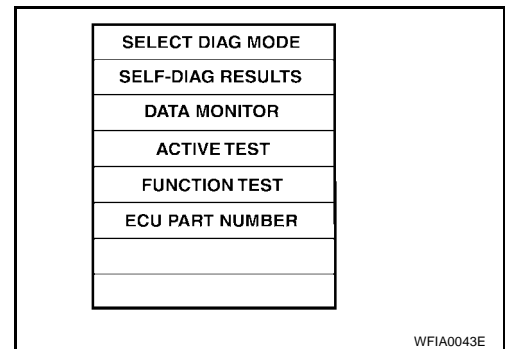 SELECT DIAG MODE
SELF-DIAG RESULTS
DATA MONITOR
ACTIVE TEST
FUNCTION TEST
ECU PART NUMBER
WFIA0043E